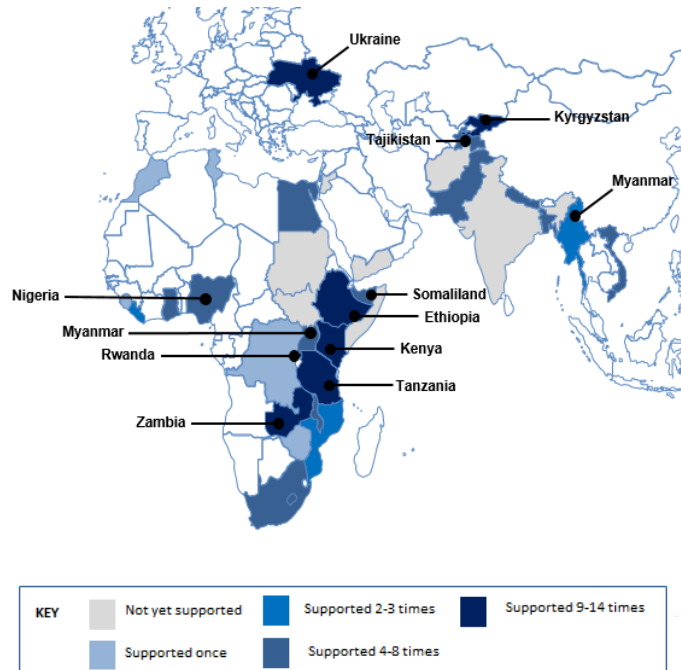 Ukraine
Kyrgyzstan
Tajikistan
Myanmar
Nigeria
Somaliland
Ethiopia
Myanmar
Kenya
Rwanda
Tanzania
Zambia
KEY
Not yet supported
Supported 2-3 times
Supported 9-14 times
Supported once
Supported 4-8 times